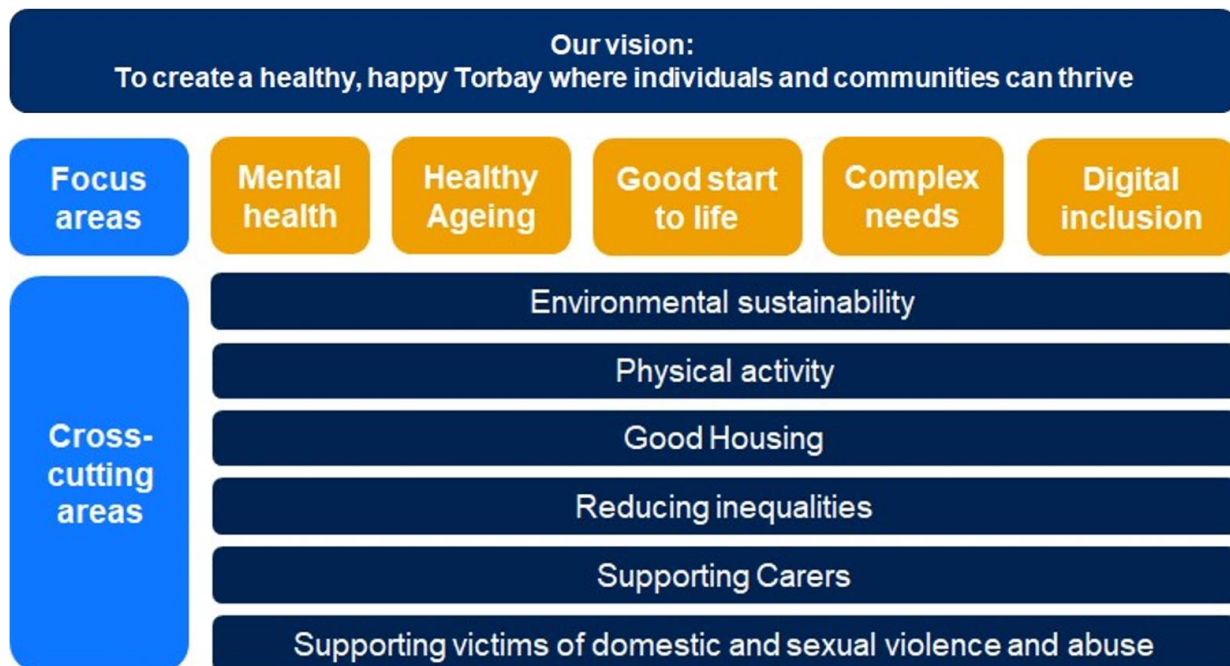 Our vision:
To create a healthy, happy Torbay where individuals and communities can thrive
Focus
areas
Mental
health
Healthy
Ageing
Good start
to life
Complex
needs
Digital
inclusion
Cross-
cutting
areas
Environmental sustainability
Physical activity
Good Housing
Reducing inequalities
Supporting Carers
Supporting victims of domestic and sexual violence and abuse